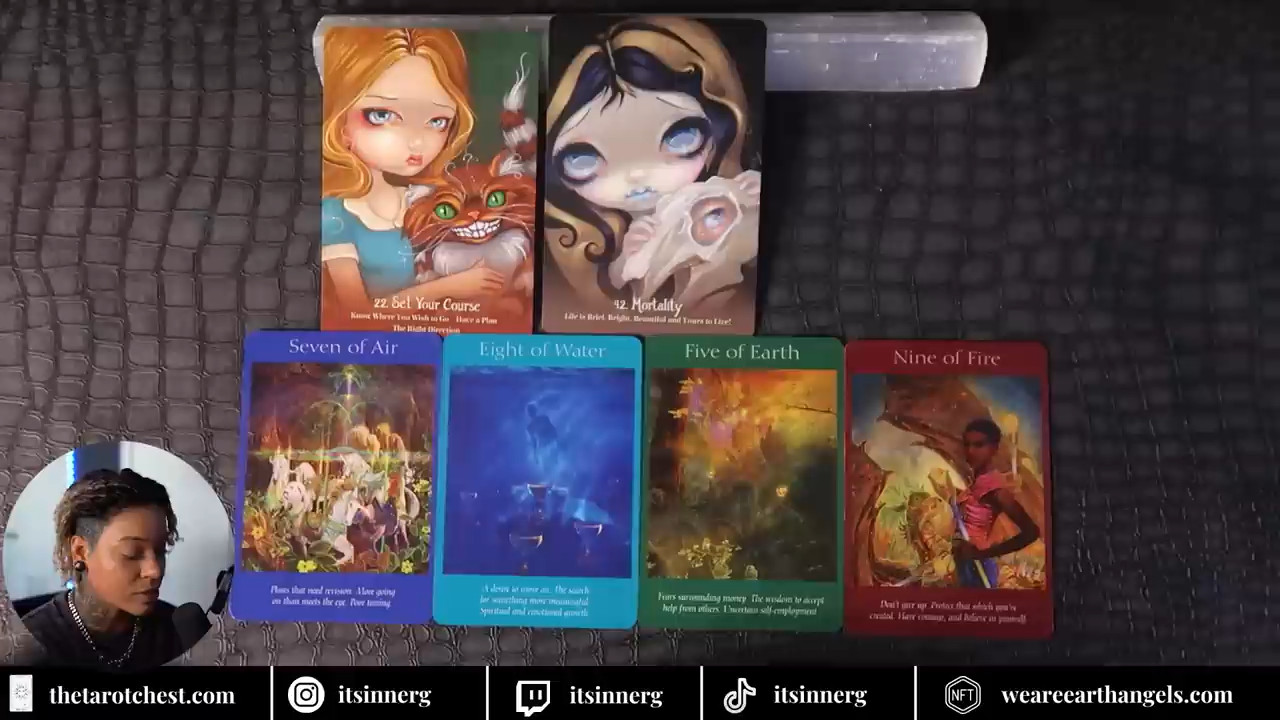 22. Set Your Course
Know Where You Wish to Go Have a Plan
The Right Direction
42. Mortality
Life is Brief, Bright, Beautiful and Yours to Live!
Seven of Air
Plans that need revision More going
on than meets the eye Poor timing
Eight of Water
A desire to move on. The search
for something more meaningful
Spiritual and emotional growth
Five of Earth
Fears surrounding money The wisdom to accept
help from others. Uncertain self-employment
Nine of Fire
Don't give up. Protect that which you've
created. Have courage, and believe in yourself.
thetarotchest.com
itsinnerg
itsinnerg
itsinnerg
NFT
weareearthangels.com